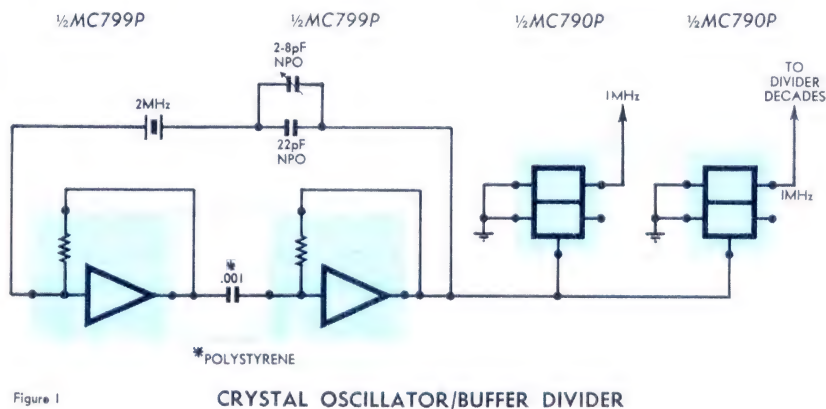 ½MC799P
½MC799P
½MC790P
½MC790P
2-8pF
NPO
2MHz
22pF
NPO
1MHz
TO
DIVIDER
DECADES
1MHz
*
.001
*POLYSTYRENE
Figure 1
CRYSTAL OSCILLATOR/BUFFER DIVIDER